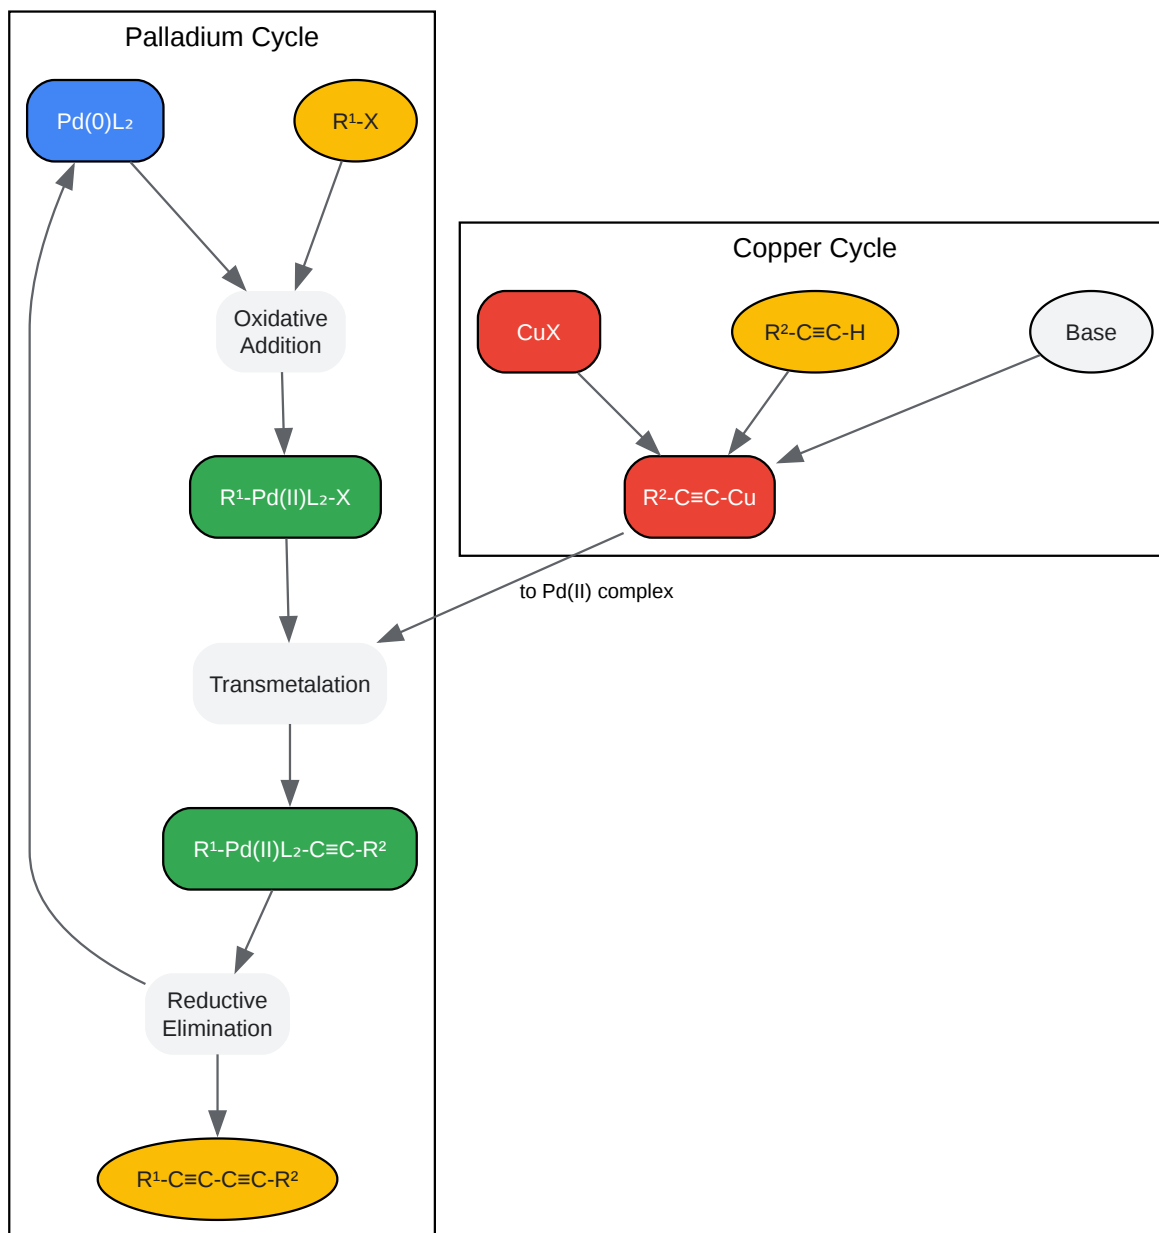 Palladium Cycle
Pd(0)L₂
R¹-X
Oxidative
Addition
R¹-Pd(II)L₂-X
Transmetalation
R¹-Pd(II)L₂-C≡C-R²
Reductive
Elimination
R¹-C≡C-C≡C-R²
Copper Cycle
CuX
R²-C≡C-H
Base
R²-C≡C-Cu
to Pd(II) complex